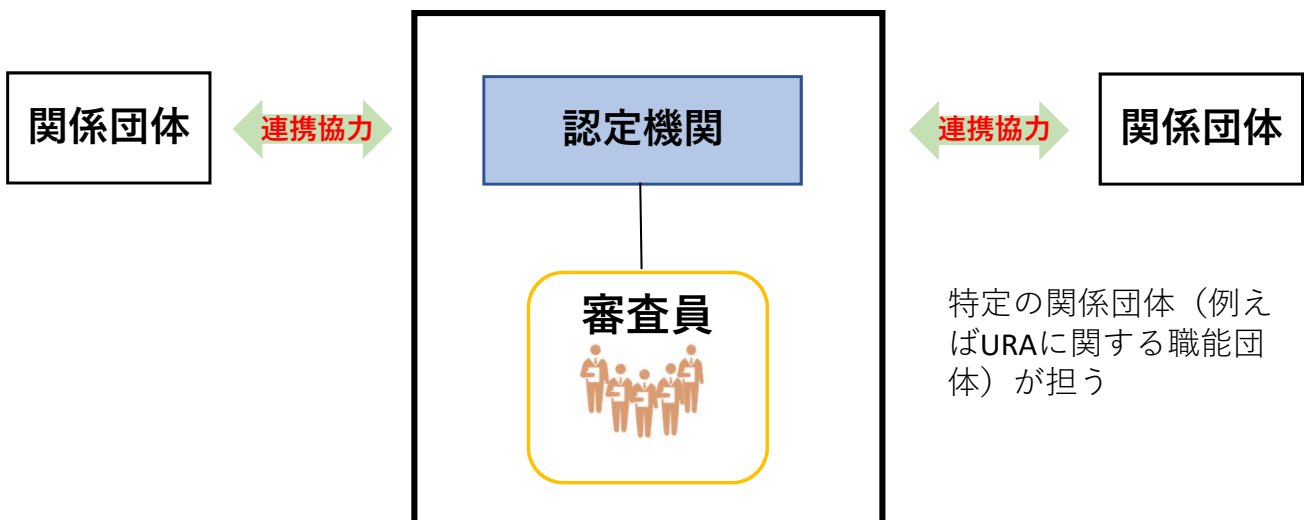 関係団体
連携協力
認定機関
連携協力
関係団体
審査員
特定の関係団体（例え
ばURAに関する職能団
体）が担う